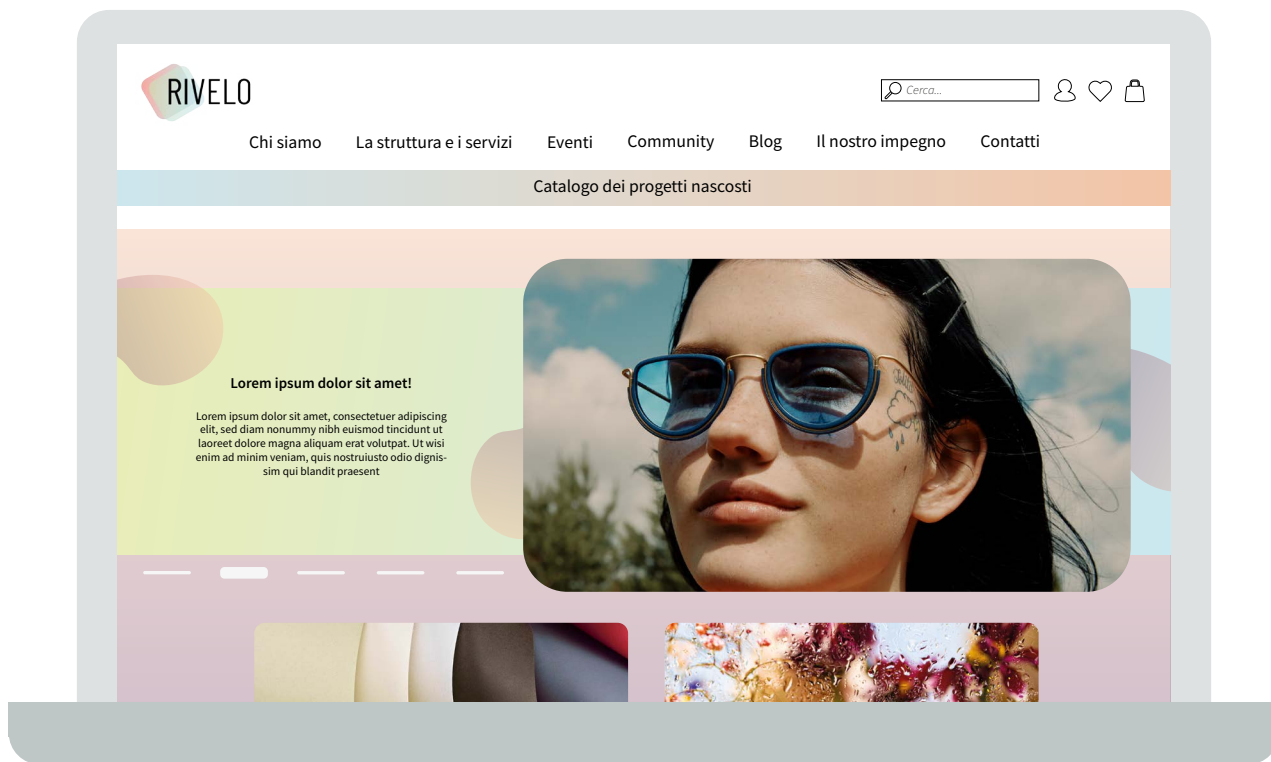 RIVELO
Cerca...
Chi siamo
La struttura e i servizi
Eventi
Community
Blog
Il nostro impegno
Contatti
Catalogo dei progetti nascosti
Lorem ipsum dolor sit amet!
Lorem ipsum dolor sit amet, consectetuer adipiscing
elit, sed diam nonummy nibh euismod tincidunt ut
laoreet dolore magna aliquam erat volutpat. Ut wisi
enim ad minim veniam, quis nostruiusto odio dignis-
sim qui blandit praesent